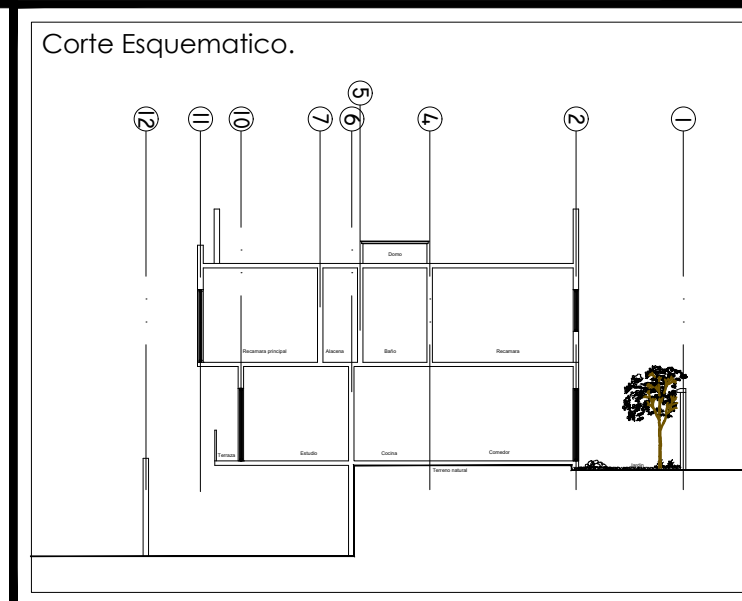 Corte Esquematico.
12
11
10
7
6
5
4
2
1
Domo
Recamara principal
Alacena
Baño
Recamara
Terraza
Estudio
Cocina
Comedor
Terreno natural
Jardin